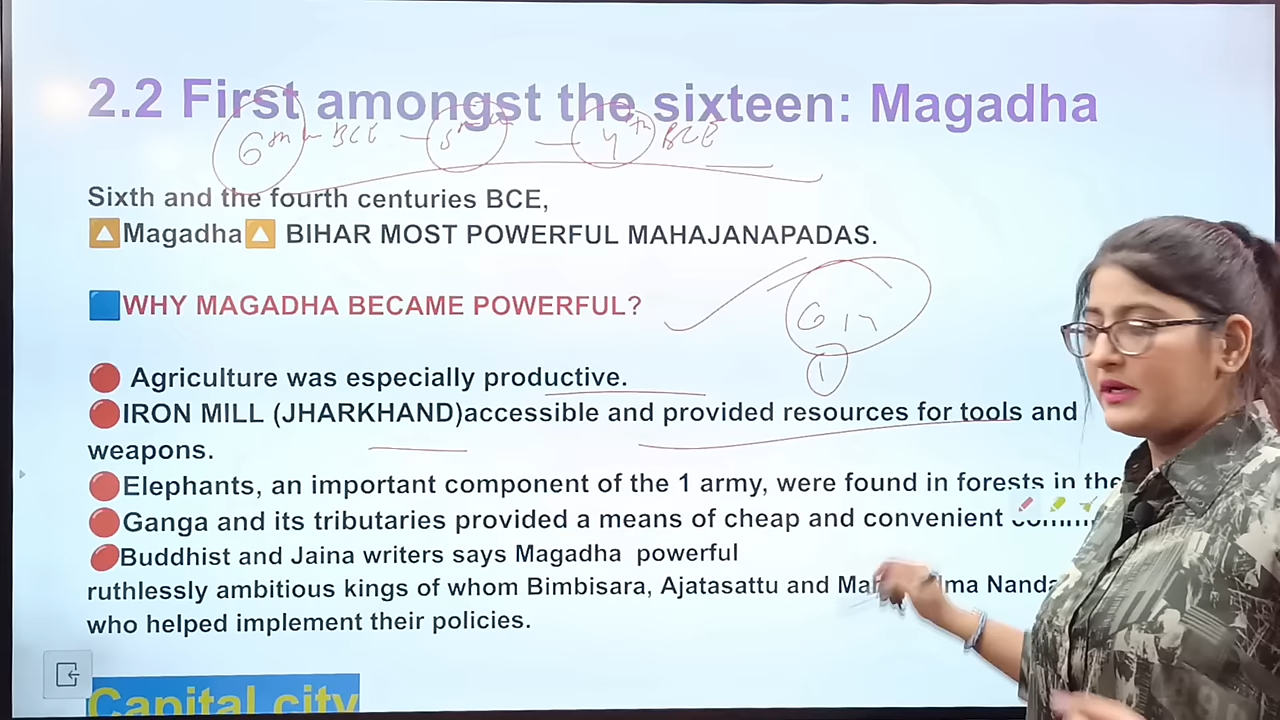 2.2 First amongst the sixteen: Magadha
6th BCE — 5th — 4th BCE
Sixth and the fourth centuries BCE,
🔼Magadha🔼 BIHAR MOST POWERFUL MAHAJANAPADAS.
🟦WHY MAGADHA BECAME POWERFUL?
🔴 Agriculture was especially productive.
🔴IRON MILL (JHARKHAND)accessible and provided resources for tools and
weapons.
🔴Elephants, an important component of the 1 army, were found in forests in the
🔴Ganga and its tributaries provided a means of cheap and convenient
🔴Buddhist and Jaina writers says Magadha powerful
ruthlessly ambitious kings of whom Bimbisara, Ajatasattu and Nanda
who helped implement their policies.
Capital city